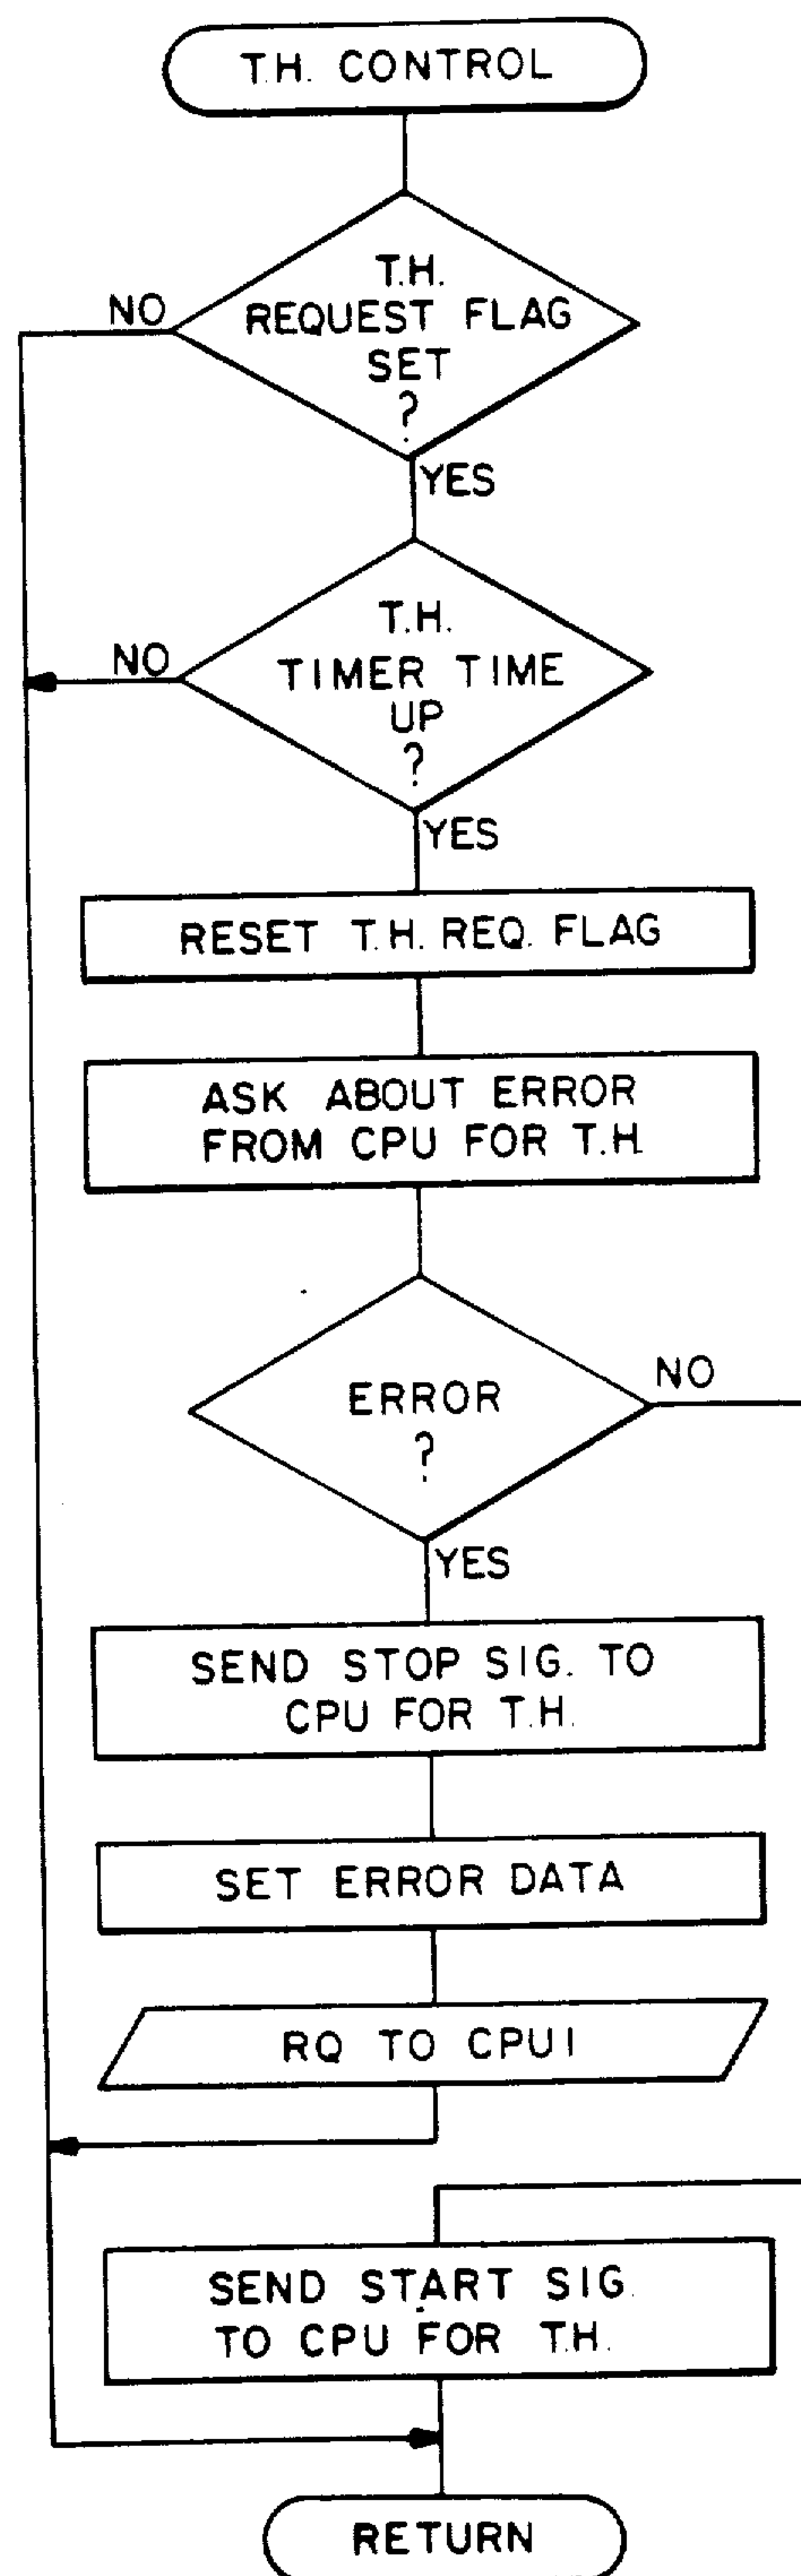 T.H. CONTROL
T.H.
REQUEST FLAG
SET
?
NO
YES
T.H.
TIMER TIME
UP
?
NO
YES
RESET T.H. REQ. FLAG
ASK ABOUT ERROR
FROM CPU FOR T.H.
ERROR
?
NO
YES
SEND STOP SIG. TO
CPU FOR T.H.
SET ERROR DATA
RQ TO CPU1
SEND START SIG.
TO CPU FOR T.H.
RETURN